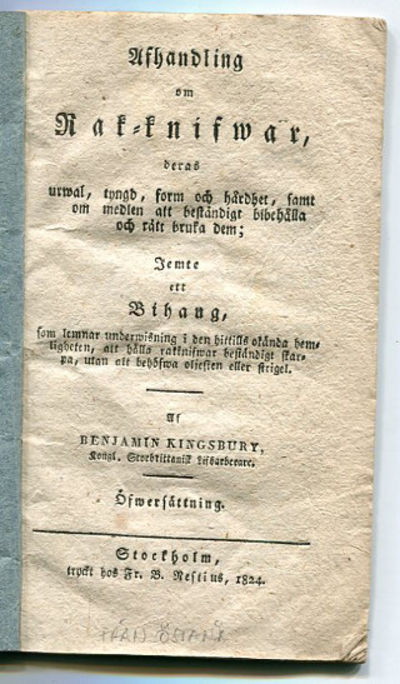 Afhandling
om
Rak-knifwar,
deras
urwal, tyngd, form och hårdhet, samt
om medlen att beständigt bibehålla
och rätt bruka dem;
Jemte
ett
Bihang,
som lemnar underwisning i den hittills okända hem-
ligheten, att hålla rakknifwar beständigt skar-
pa, utan att behöfwa oljesten eller strigel.
Af
BENJAMIN KINGSBURY,
Kongl. Storbrittanisk Lifbarberare.
Öfwersättning.
Stockholm,
tryckt hos Fr. B. Nestius, 1824.
FRÅN